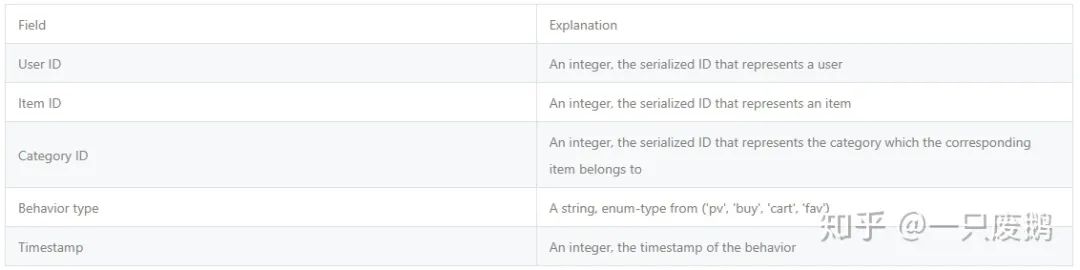 Field
Explanation
User ID
An integer, the serialized ID that represents a user
Item ID
An integer, the serialized ID that represents an item
Category ID
An integer, the serialized ID that represents the category which the corresponding
item belongs to
Behavior type
A string, enum-type from ('pv', 'buy', 'cart', 'fav')
Timestamp
An integer, the timestamp of the behavior
知乎 @一只废鹅